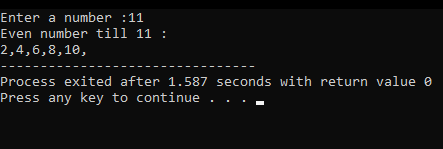 Enter a number :11
Even number till 11 :
2,4,6,8,10,
--------------------------------
Process exited after 1.587 seconds with return value 0
Press any key to continue . . .